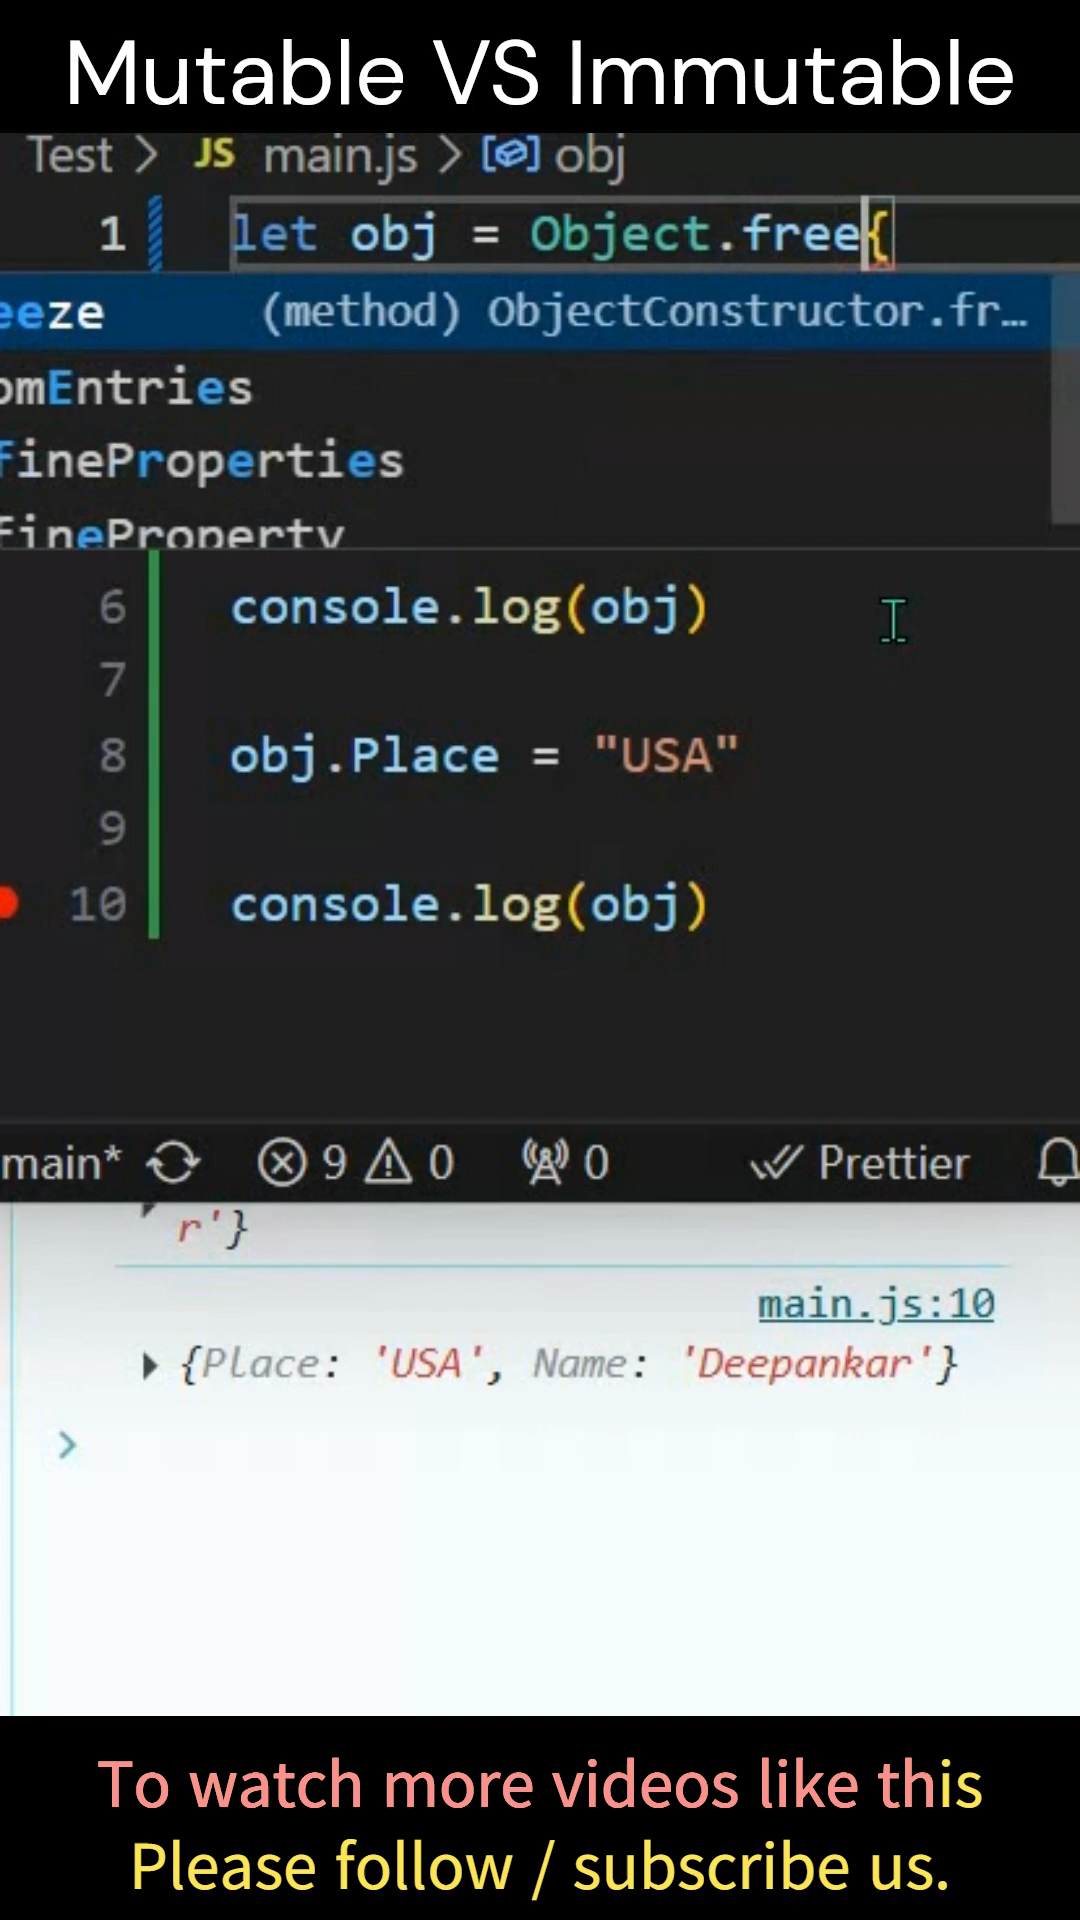 Mutable VS Immutable
Test > JS main.js > obj
1 let obj = Object.free{
eeze (method) ObjectConstructor.fr…
omEntries
fineProperties
fineProperty
6 console.log(obj)
7
8 obj.Place = "USA"
9
10 console.log(obj)
main* 9 0 0 Prettier
r'}
main.js:10
{Place: 'USA', Name: 'Deepankar'}
>
To watch more videos like this
Please follow / subscribe us.